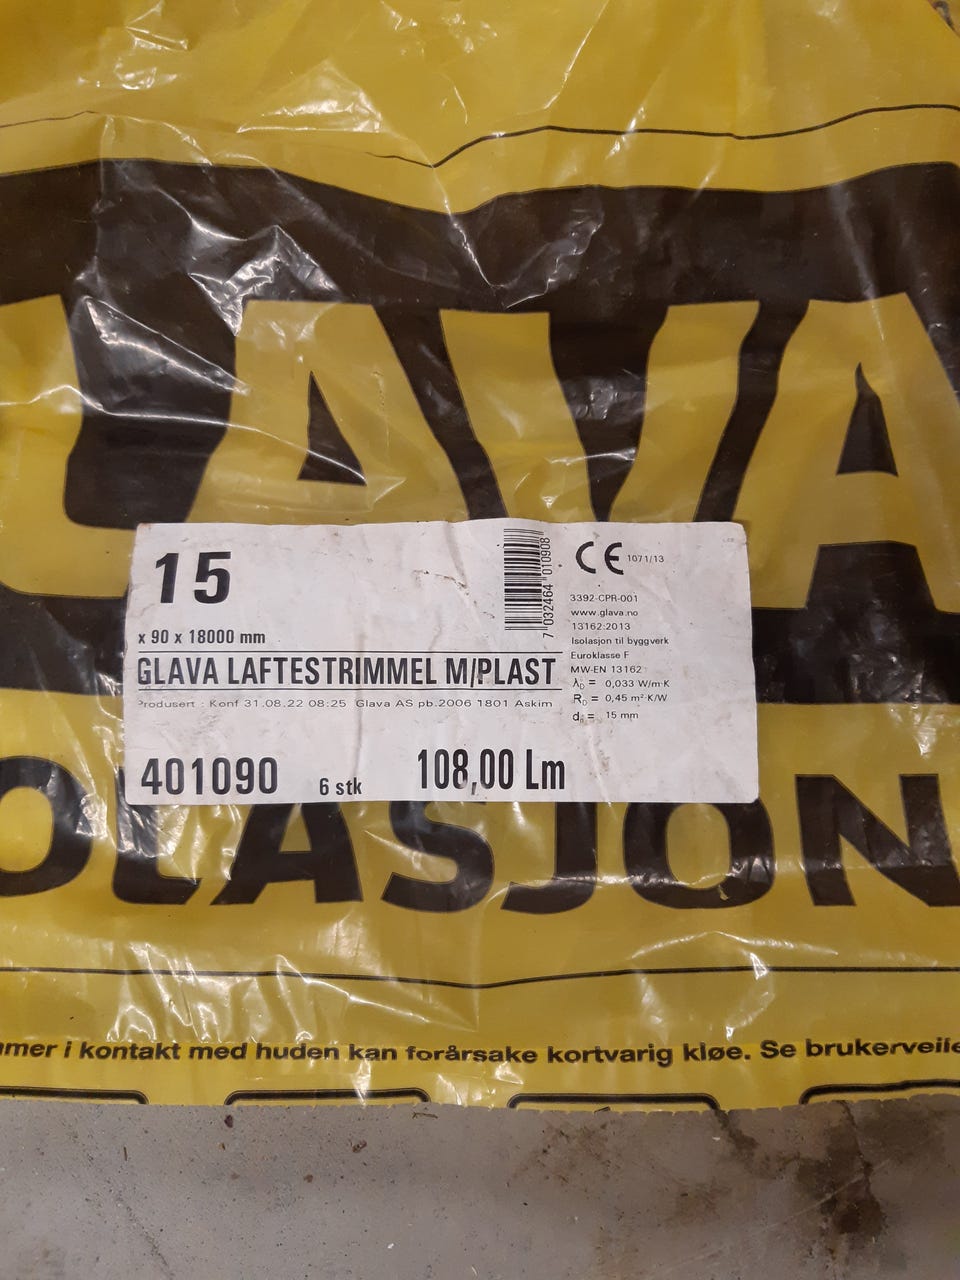 LAVA
15
x 90 x 18000 mm
GLAVA LAFTESTRIMMEL M/PLAST
Produsert : Konf 31.08.22 08:25 Glava AS pb.2006 1801 Askim
401090 6 stk 108,00 Lm
7 032464 010908
CE 1071/13
3392-CPR-001
www.glava.no
13162:2013
Isolasjon til byggverk
Euroklasse F
MW-EN 13162
λD = 0,033 W/m·K
RD = 0,45 m²·K/W
d = 15 mm
OLASJON
mer i kontakt med huden kan forårsake kortvarig kløe. Se brukerveile